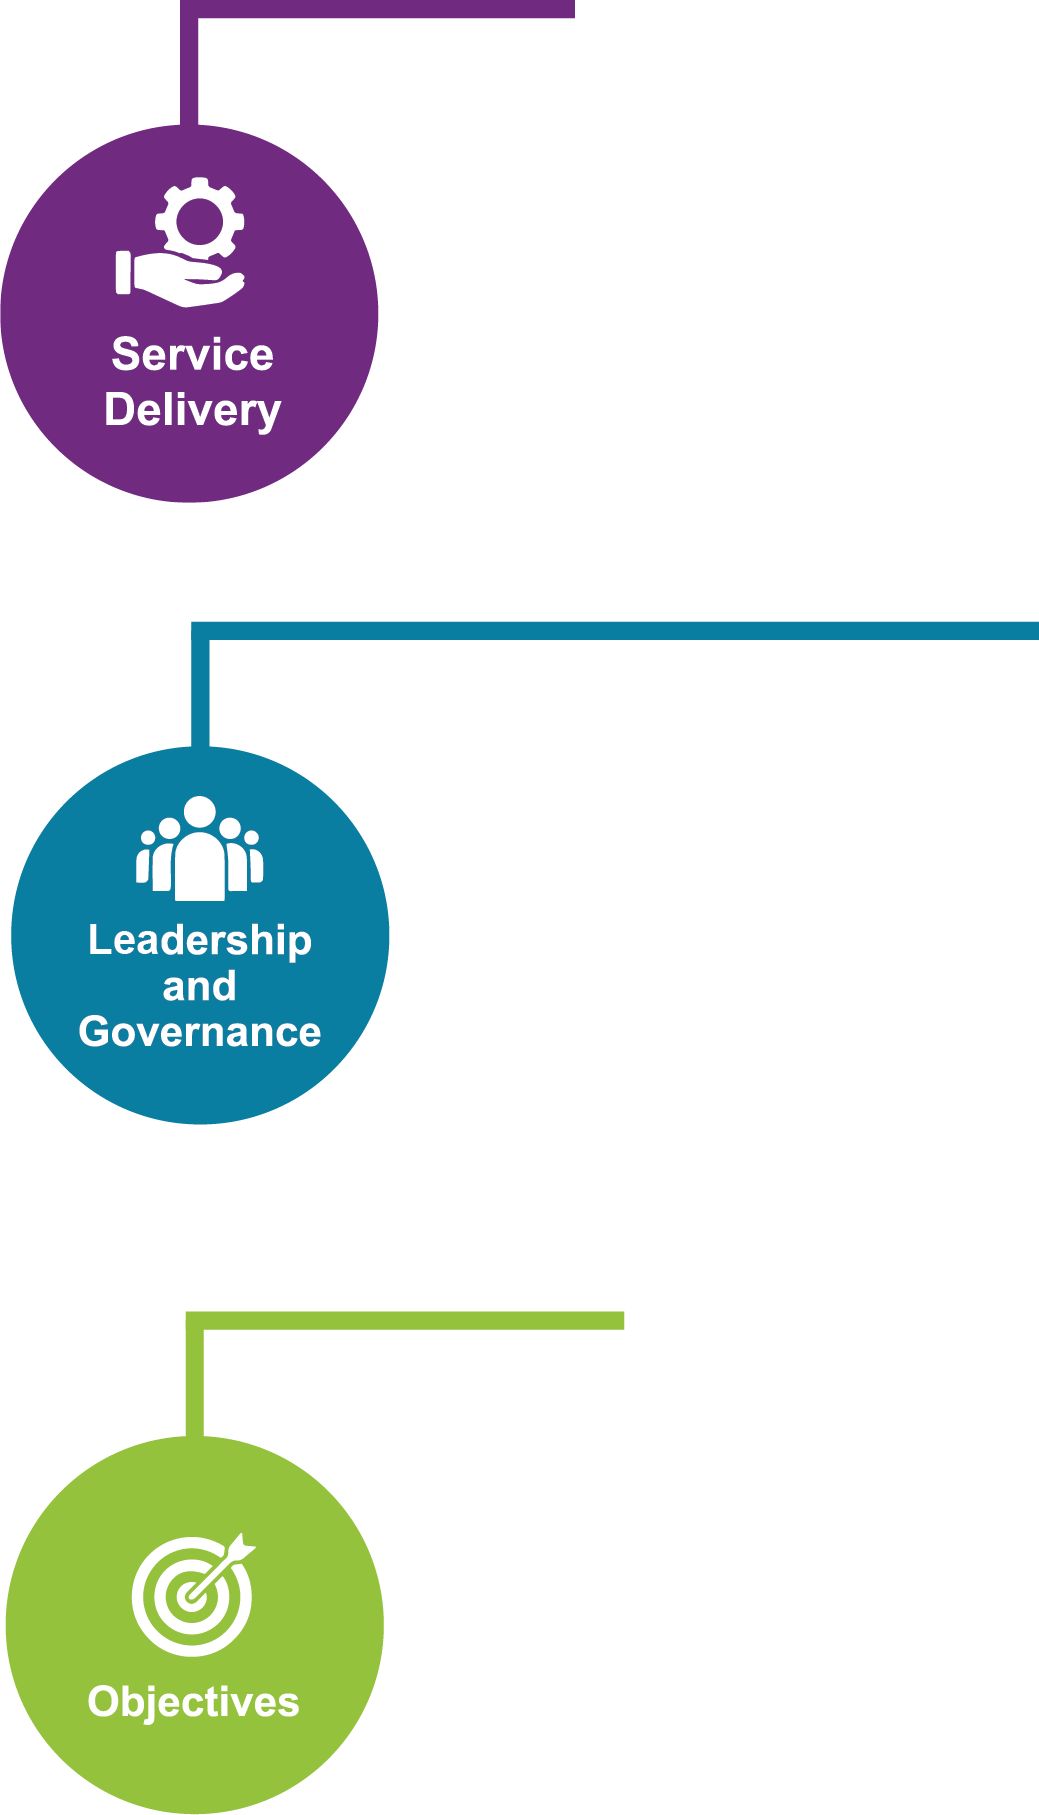 Service
Delivery
Leadership
and
Governance
Objectives